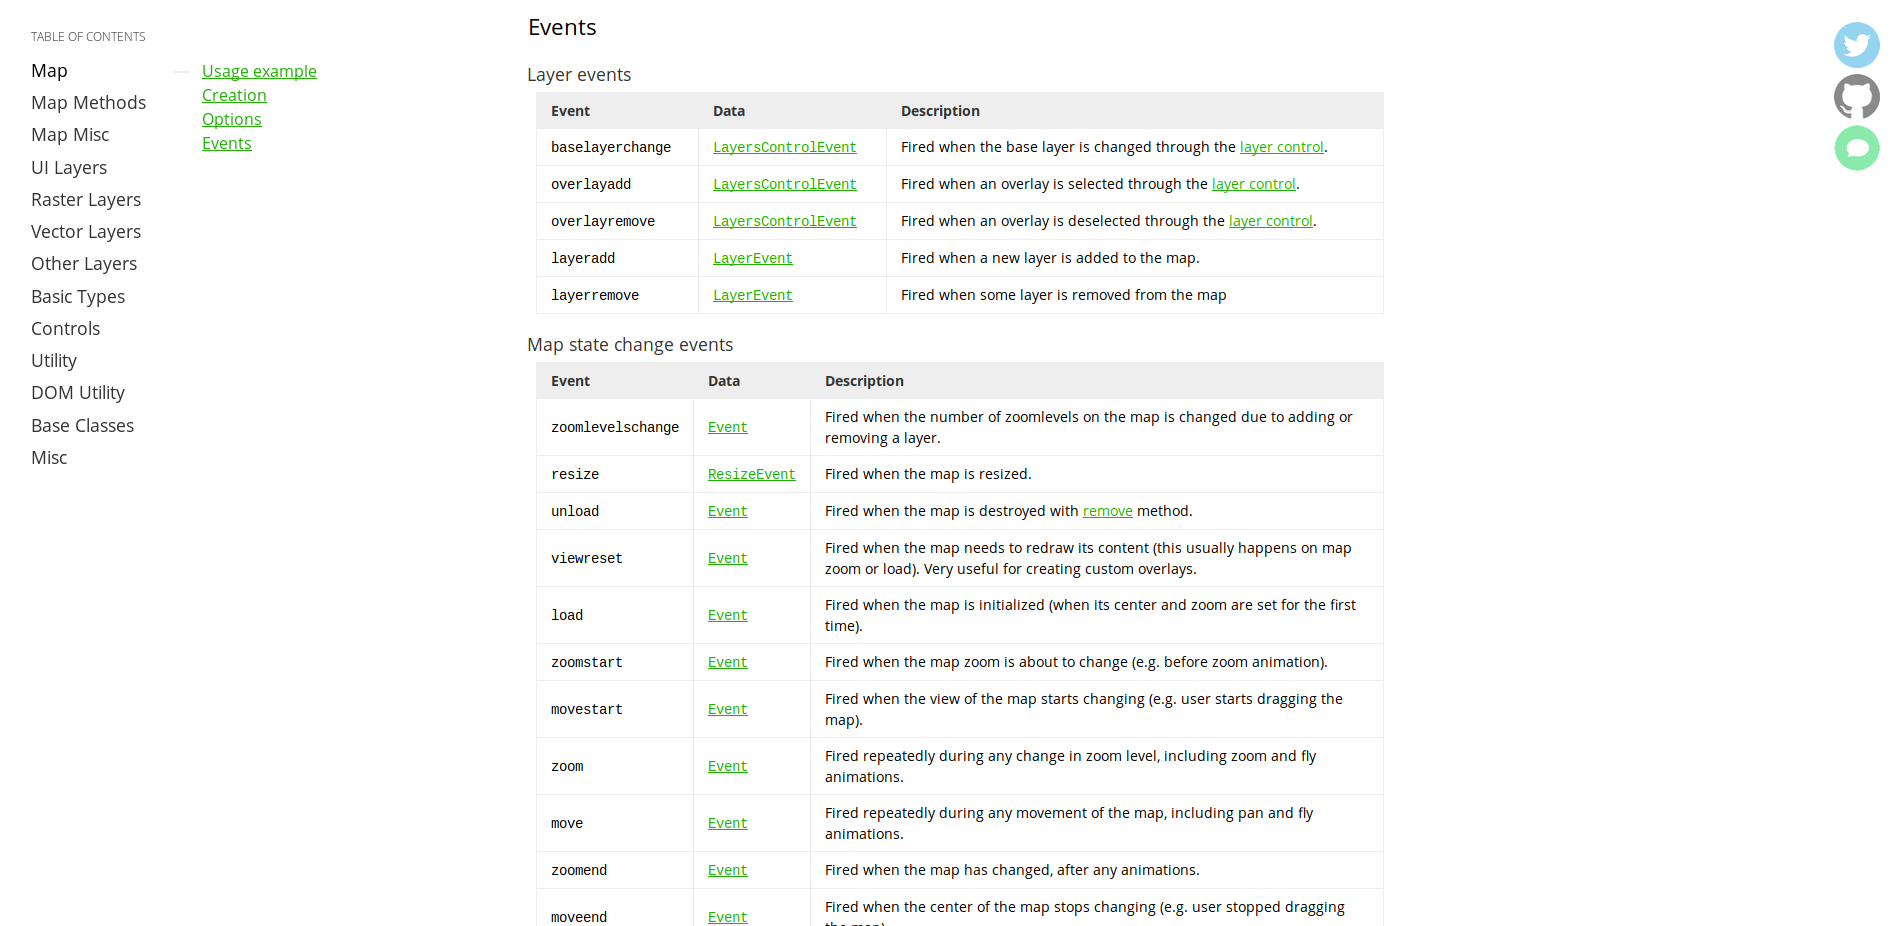 TABLE OF CONTENTS
Map
Map Methods
Map Misc
UI Layers
Raster Layers
Vector Layers
Other Layers
Basic Types
Controls
Utility
DOM Utility
Base Classes
Misc
Usage example
Creation
Options
Events
Events
Layer events
Event Data Description
baselayerchange LayersControlEvent Fired when the base layer is changed through the layer control.
overlayadd LayersControlEvent Fired when an overlay is selected through the layer control.
overlayremove LayersControlEvent Fired when an overlay is deselected through the layer control.
layeradd LayerEvent Fired when a new layer is added to the map.
layerremove LayerEvent Fired when some layer is removed from the map
Map state change events
Event Data Description
zoomlevelschange Event Fired when the number of zoomlevels on the map is changed due to adding or
removing a layer.
resize ResizeEvent Fired when the map is resized.
unload Event Fired when the map is destroyed with remove method.
viewreset Event Fired when the map needs to redraw its content (this usually happens on map
zoom or load). Very useful for creating custom overlays.
load Event Fired when the map is initialized (when its center and zoom are set for the first
time).
zoomstart Event Fired when the map zoom is about to change (e.g. before zoom animation).
movestart Event Fired when the view of the map starts changing (e.g. user starts dragging the
map).
zoom Event Fired repeatedly during any change in zoom level, including zoom and fly
animations.
move Event Fired repeatedly during any movement of the map, including pan and fly
animations.
zoomend Event Fired when the map has changed, after any animations.
moveend Event Fired when the center of the map stops changing (e.g. user stopped dragging
the map)